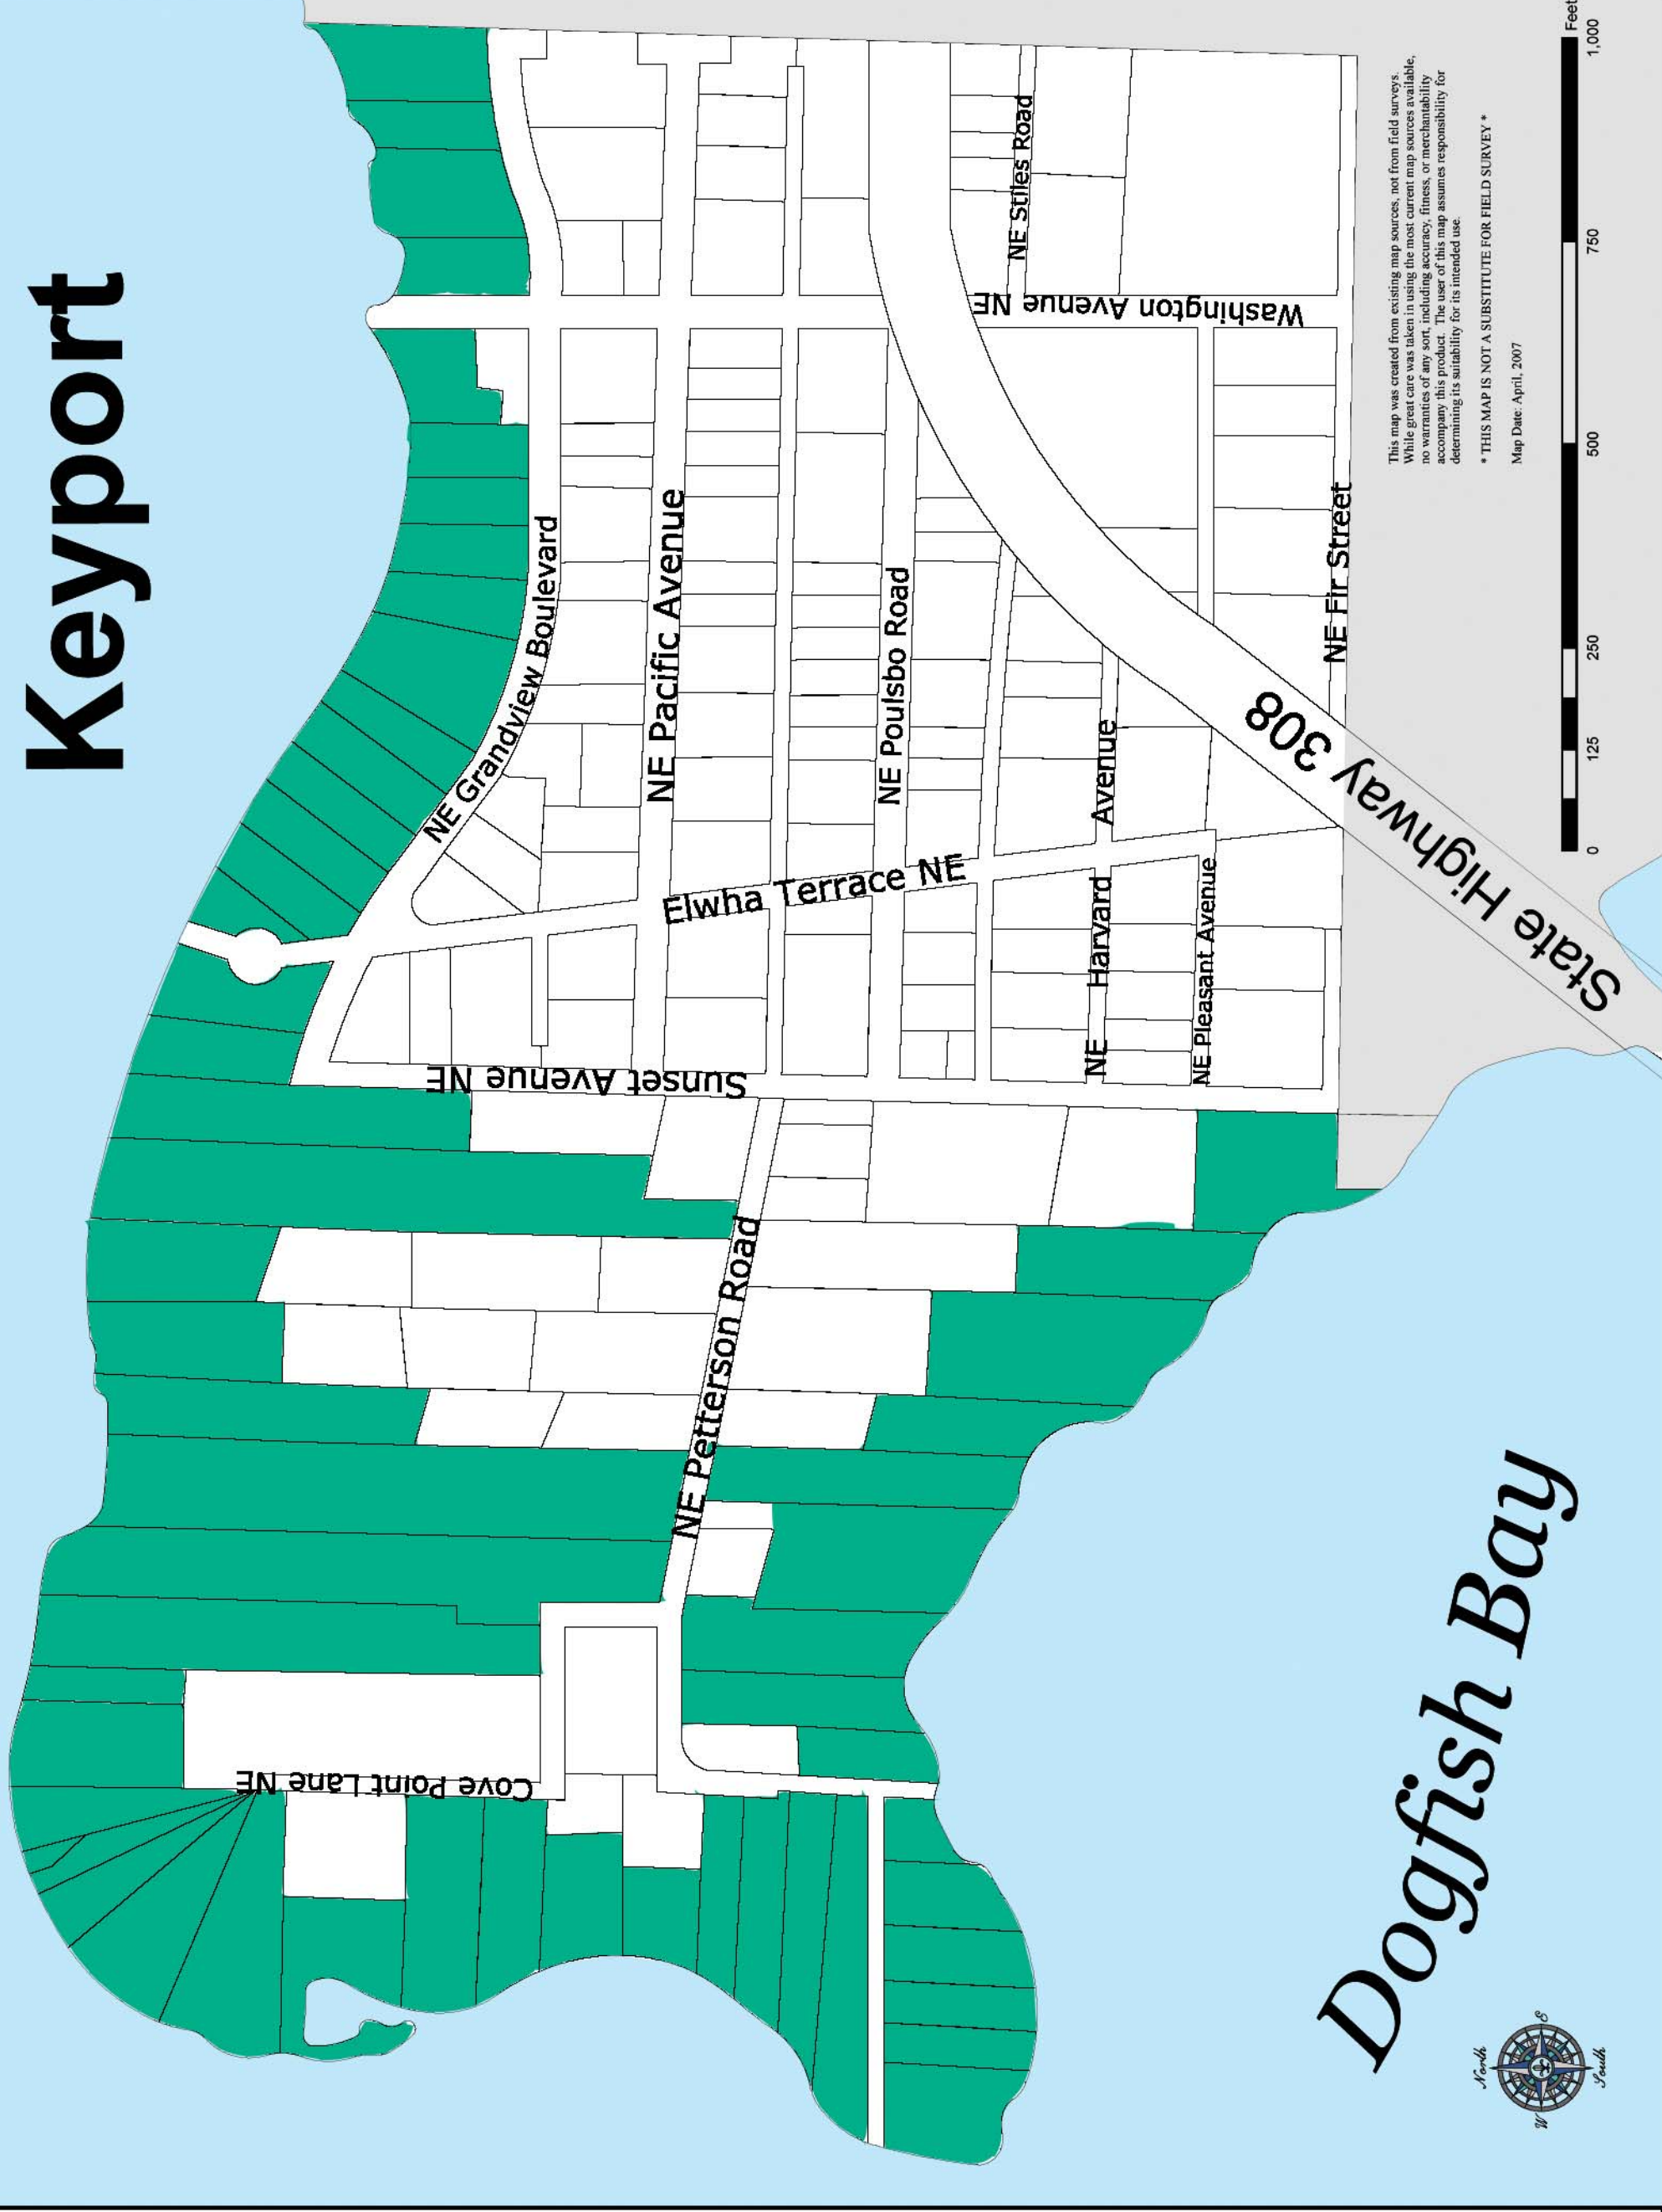 Keyport
NE Grandview Boulevard
NE Pacific Avenue
NE Poulsbo Road
NE Stiles Road
Washington Avenue NE
Elwha Terrace NE
NE Harvard Avenue
NE Pleasant Avenue
NE Fir Street
State Highway 308
Sunset Avenue NE
NE Petterson Road
Cove Point Lane NE
Dogfish Bay
This map was created from existing map sources, not from field surveys.
While great care was taken in using the most current map sources available,
no warranties of any sort, including accuracy, fitness, or merchantability
accompany this product. The user of this map assumes responsibility for
determining its suitability for its intended use.
* THIS MAP IS NOT A SUBSTITUTE FOR FIELD SURVEY *
Map Date: April, 2007
Feet
0 125 250 500 750 1,000
North
W
E
South